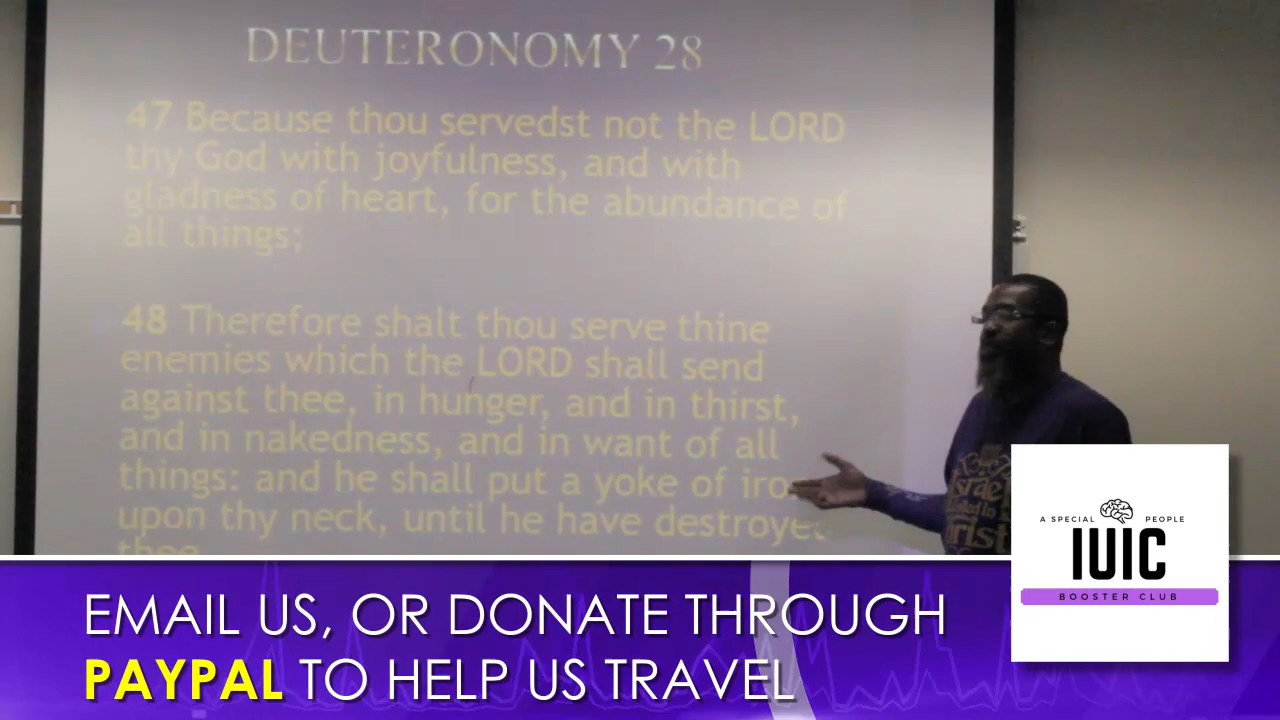 DEUTERONOMY 28
47 Because thou servedst not the LORD
thy God with joyfulness, and with
gladness of heart, for the abundance of
all things;
48 Therefore shalt thou serve thine
enemies which the LORD shall send
against thee, in hunger, and in thirst,
and in nakedness, and in want of all
things: and he shall put a yoke of iro
upon thy neck, until he have destroyed
thee
A SPECIAL PEOPLE
IUIC
BOOSTER CLUB
EMAIL US, OR DONATE THROUGH
PAYPAL TO HELP US TRAVEL